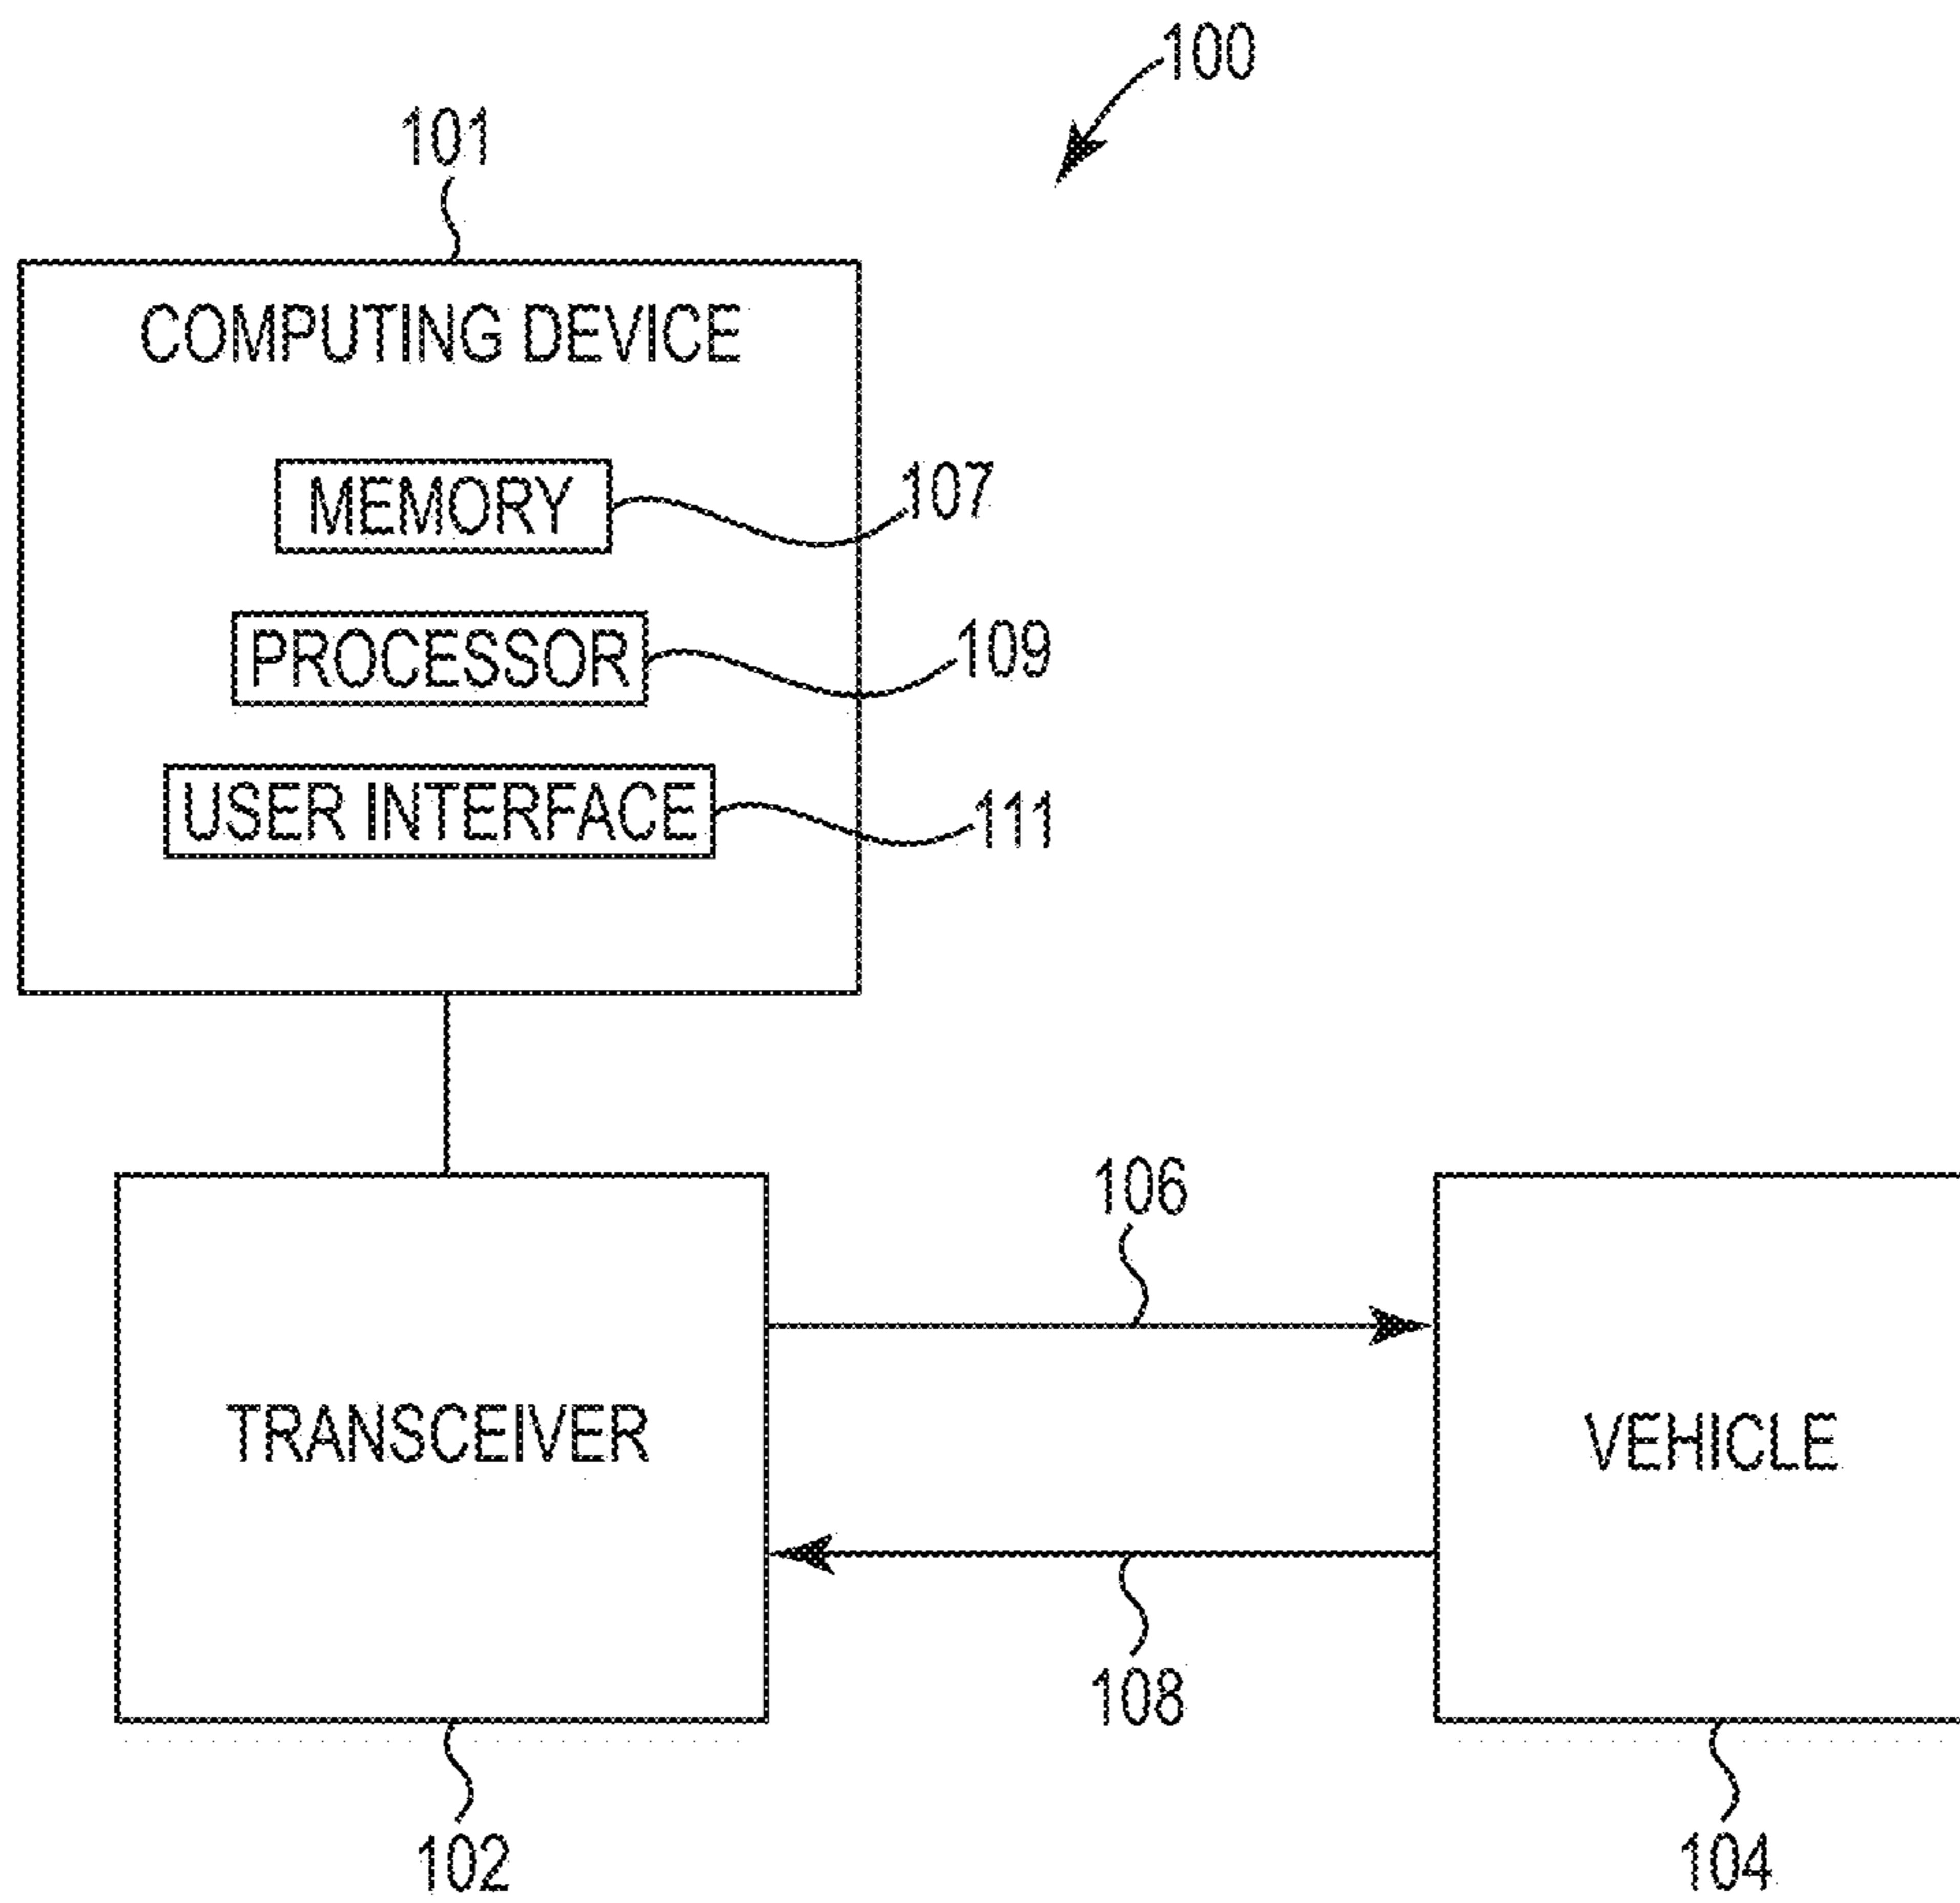 100
101
COMPUTING DEVICE
MEMORY
107
PROCESSOR
109
USER INTERFACE
111
106
TRANSCEIVER
VEHICLE
108
102
104